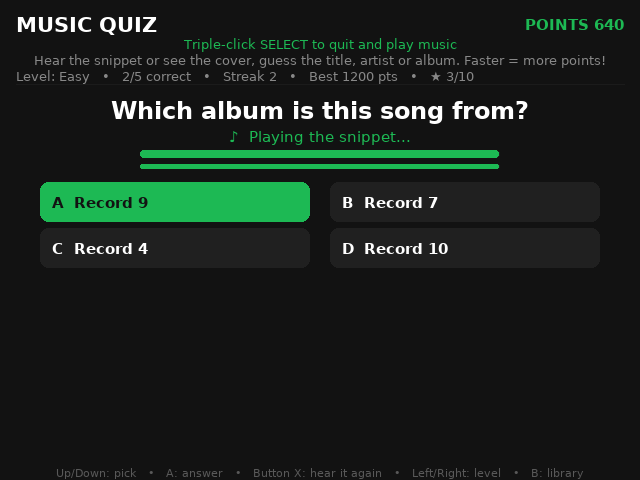 MUSIC QUIZ
POINTS 640
Triple-click SELECT to quit and play music
Hear the snippet or see the cover, guess the title, artist or album. Faster = more points!
Level: Easy • 2/5 correct • Streak 2 • Best 1200 pts • ★ 3/10
Which album is this song from?
♪ Playing the snippet...
A Record 9
B Record 7
C Record 4
D Record 10
Up/Down: pick • A: answer • Button X: hear it again • Left/Right: level • B: library